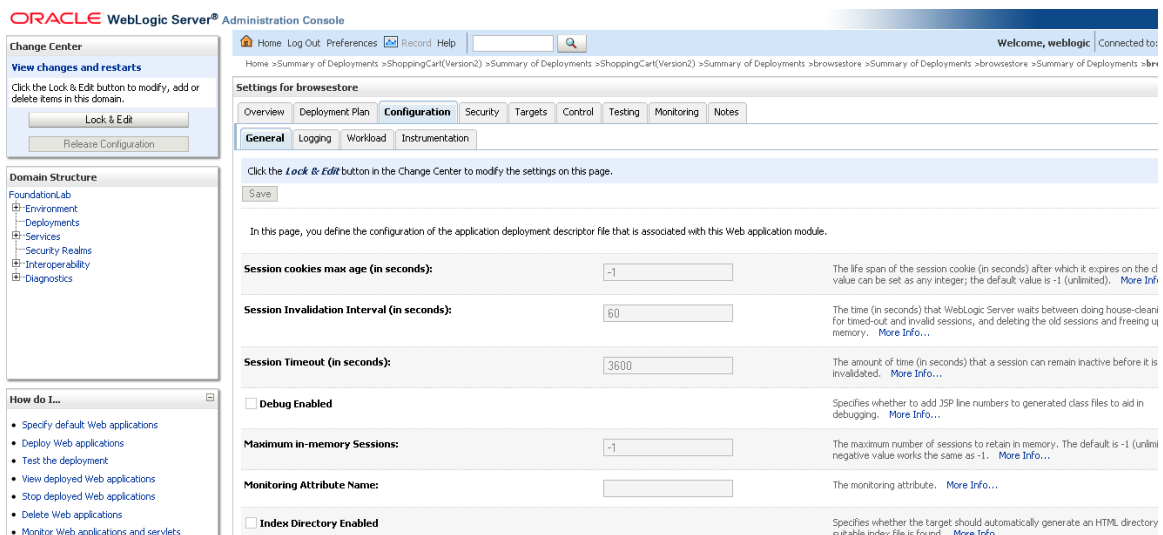 ORACLE WebLogic Server® Administration Console
Change Center
View changes and restarts
Click the Lock & Edit button to modify, add or
delete items in this domain.
Lock & Edit
Release Configuration
Domain Structure
FoundationLab
Environment
Deployments
Services
Security Realms
Interoperability
Diagnostics
How do I...
Specify default Web applications
Deploy Web applications
Test the deployment
View deployed Web applications
Stop deployed Web applications
Delete Web applications
Monitor Web applications and servlets
Home Log Out Preferences Record Help
Welcome, weblogic Connected to:
Home >Summary of Deployments >ShoppingCart(Version2) >Summary of Deployments >ShoppingCart(Version2) >Summary of Deployments >browsestore >Summary of Deployments >browsestore >Summary of Deployments >bro
Settings for browsestore
Overview Deployment Plan Configuration Security Targets Control Testing Monitoring Notes
General Logging Workload Instrumentation
Click the Lock & Edit button in the Change Center to modify the settings on this page.
Save
In this page, you define the configuration of the application deployment descriptor file that is associated with this Web application module.
Session cookies max age (in seconds): -1 The life span of the session cookie (in seconds) after which it expires on the cl
value can be set as any integer; the default value is -1 (unlimited). More Info
Session Invalidation Interval (in seconds): 60 The time (in seconds) that WebLogic Server waits between doing house-cleani
for timed-out and invalid sessions, and deleting the old sessions and freeing up
memory. More Info...
Session Timeout (in seconds): 3600 The amount of time (in seconds) that a session can remain inactive before it is
invalidated. More Info...
Debug Enabled Specifies whether to add JSP line numbers to generated class files to aid in
debugging. More Info...
Maximum in-memory Sessions: -1 The maximum number of sessions to retain in memory. The default is -1 (unlimi
negative value works the same as -1. More Info...
Monitoring Attribute Name: The monitoring attribute. More Info...
Index Directory Enabled Specifies whether the target should automatically generate an HTML directory
suitable index file is found. More Info